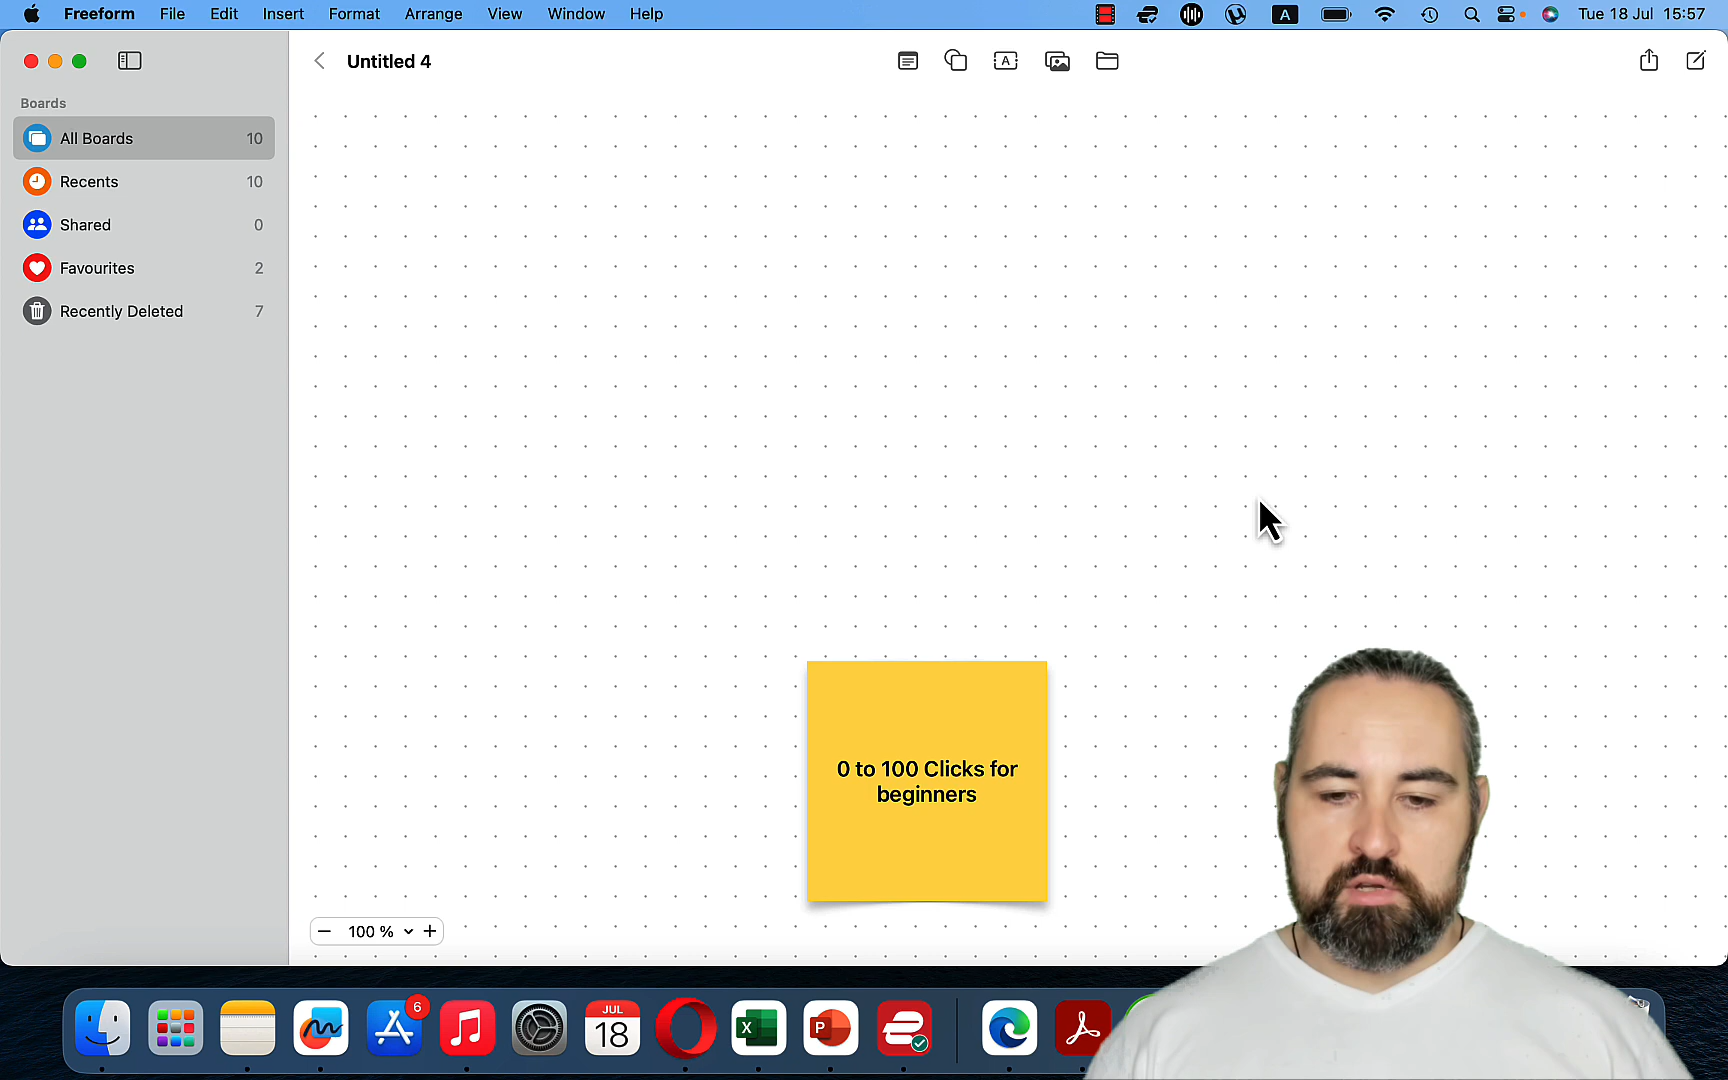 Freeform File Edit Insert Format Arrange View Window Help
A
Tue 18 Jul 15:57
Untitled 4
A
Boards
All Boards 10
Recents 10
Shared 0
Favourites 2
Recently Deleted 7
0 to 100 Clicks for
beginners
100 %
6
JUL
18
X
P